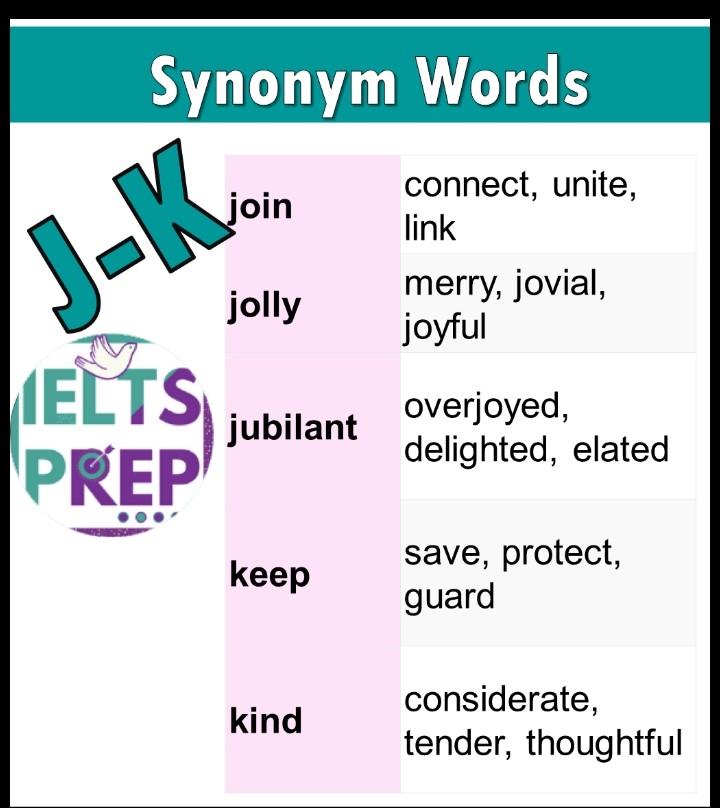 Synonym Words
J-K
IELTS
PREP
join
connect, unite,
link
jolly
merry, jovial,
joyful
jubilant
overjoyed,
delighted, elated
keep
save, protect,
guard
kind
considerate,
tender, thoughtful